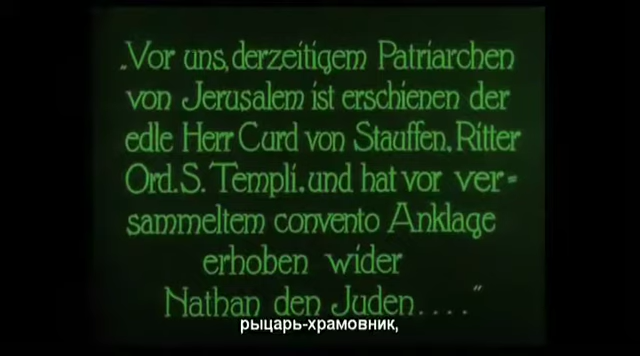 „Vor uns, derzeitigem Patriarchen
von Jerusalem ist erschienen der
edle Herr Curd von Stauffen, Ritter
Ord. S. Templi. und hat vor ver=
sammeltem convento Anklage
erhoben wider
Nathan den Juden...."
рыцарь-храмовник,